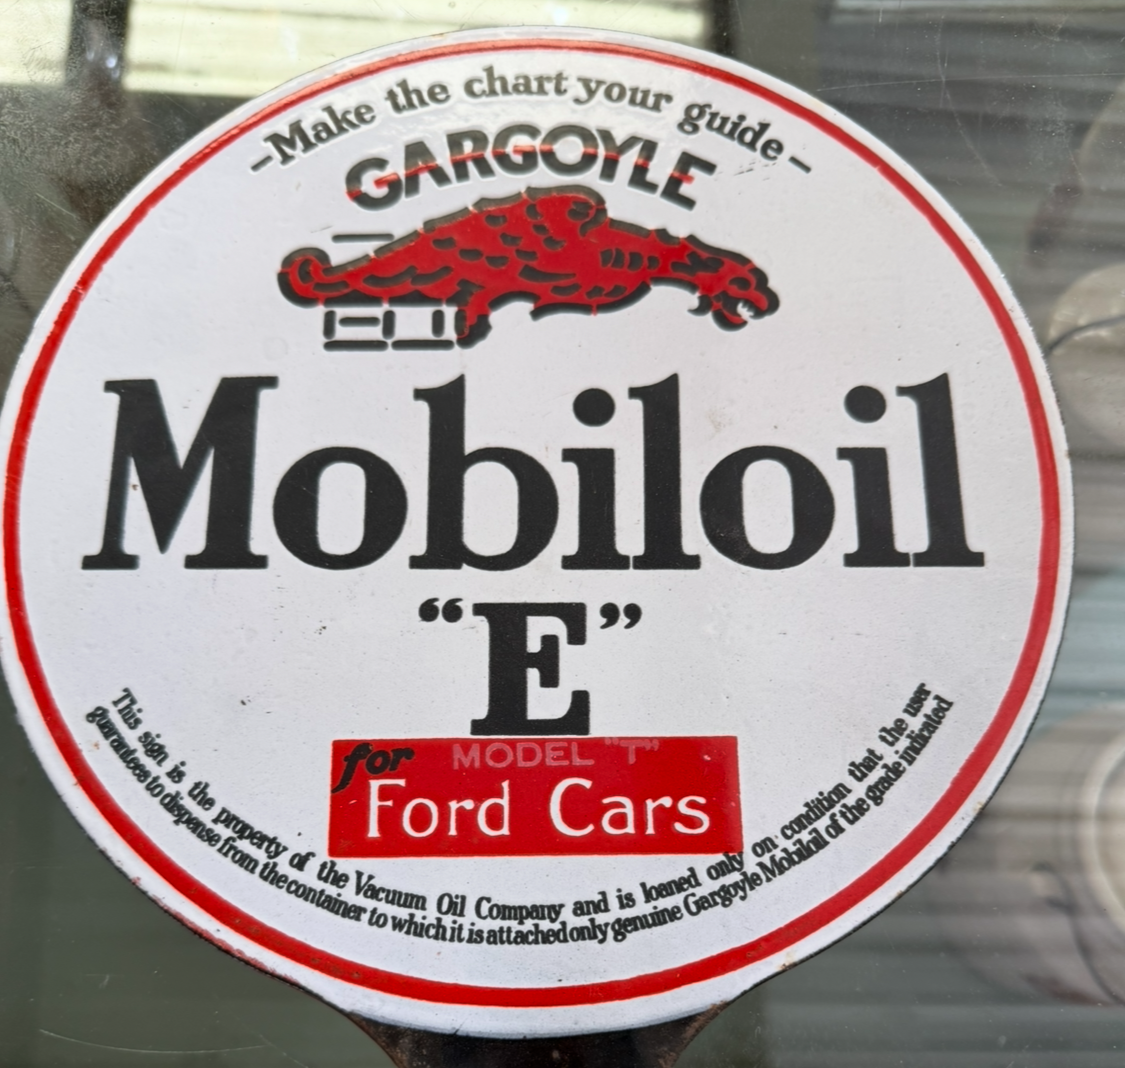 -Make the chart your guide-
GARGOYLE
Mobiloil
“E”
for MODEL "T"
Ford Cars
This sign is the property of the Vacuum Oil Company and is loaned only on condition that the user
guarantees to dispense from the container to which it is attached only genuine Gargoyle Mobiloil of the grade indicated